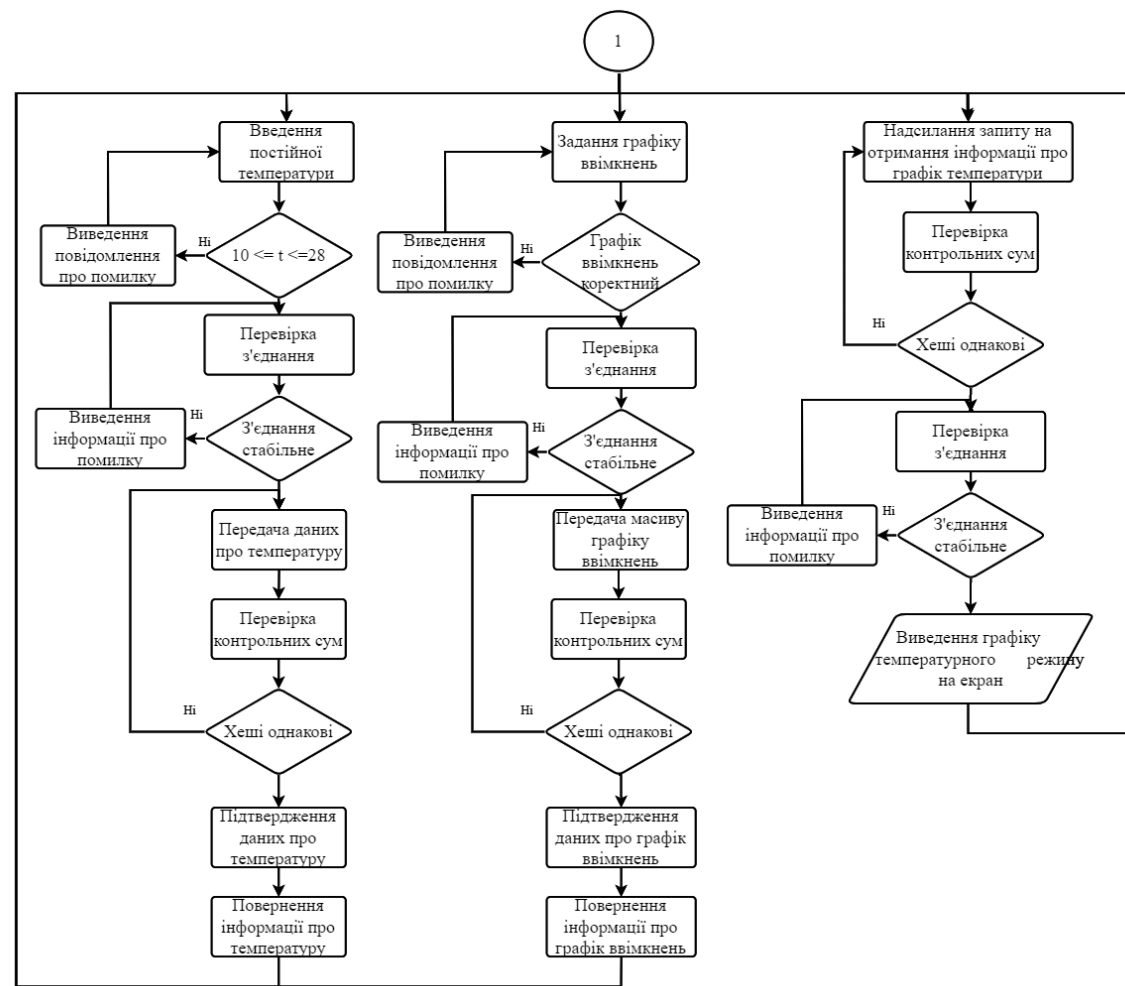 1
Введення
постійної
температури
Ні
Виведення
повідомлення
про помилку
10 <= t <=28
Перевірка
з'єднання
Ні
Виведення
інформації про
помилку
З'єднання
стабільне
Передача даних
про температуру
Перевірка
контрольних сум
Ні
Хеші однакові
Підтвердження
даних про
температуру
Повернення
інформації про
температуру
Задання графіку
ввімкнень
Ні
Виведення
повідомлення
про помилку
Графік
ввімкнень
коректний
Перевірка
з'єднання
Ні
Виведення
інформації про
помилку
З'єднання
стабільне
Передача масиву
графіку
ввімкнень
Перевірка
контрольних сум
Ні
Хеші однакові
Підтвердження
даних про графік
ввімкнень
Повернення
інформації про
графік ввімкнень
Надсилання запиту на
отримання інформації про
графік температури
Перевірка
контрольних сум
Ні
Хеші однакові
Перевірка
з'єднання
Ні
Виведення
інформації про
помилку
З'єднання
стабільне
Виведення графіку
температурного режину
на екран